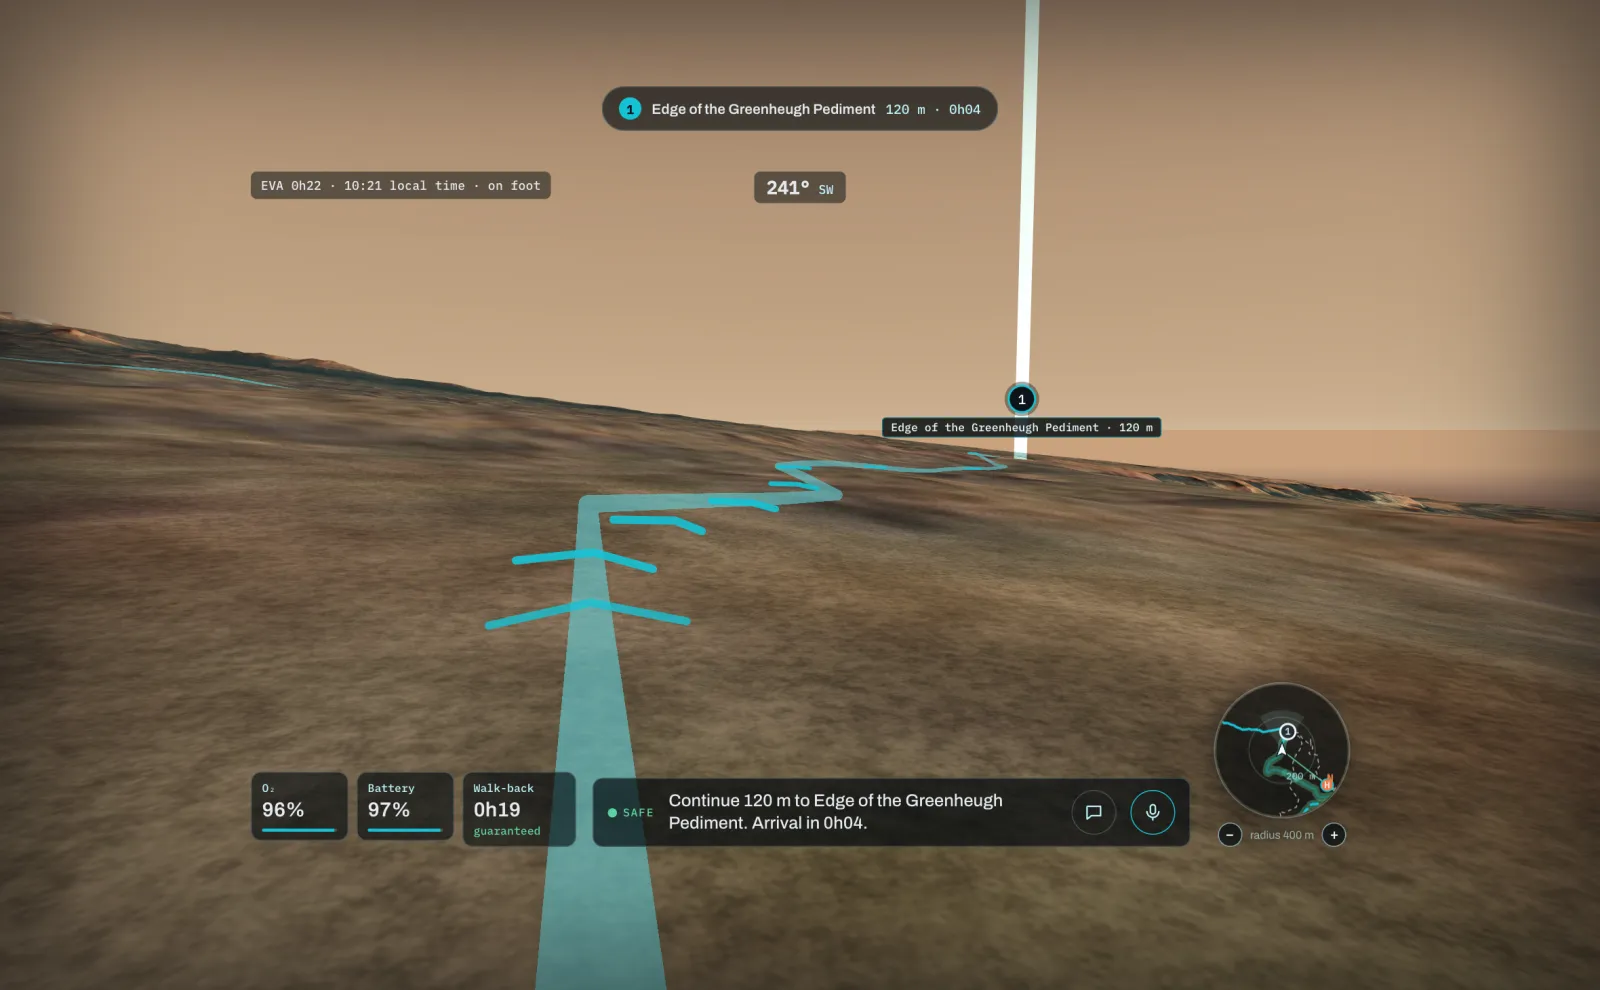 1 Edge of the Greenheugh Pediment 120 m · 0h04
EVA 0h22 · 10:21 local time · on foot
241° SW
1
Edge of the Greenheugh Pediment · 120 m
O₂
96%
Battery
97%
Walk-back
0h19
guaranteed
SAFE
Continue 120 m to Edge of the Greenheugh
Pediment. Arrival in 0h04.
1
200 m
N
H
− radius 400 m +